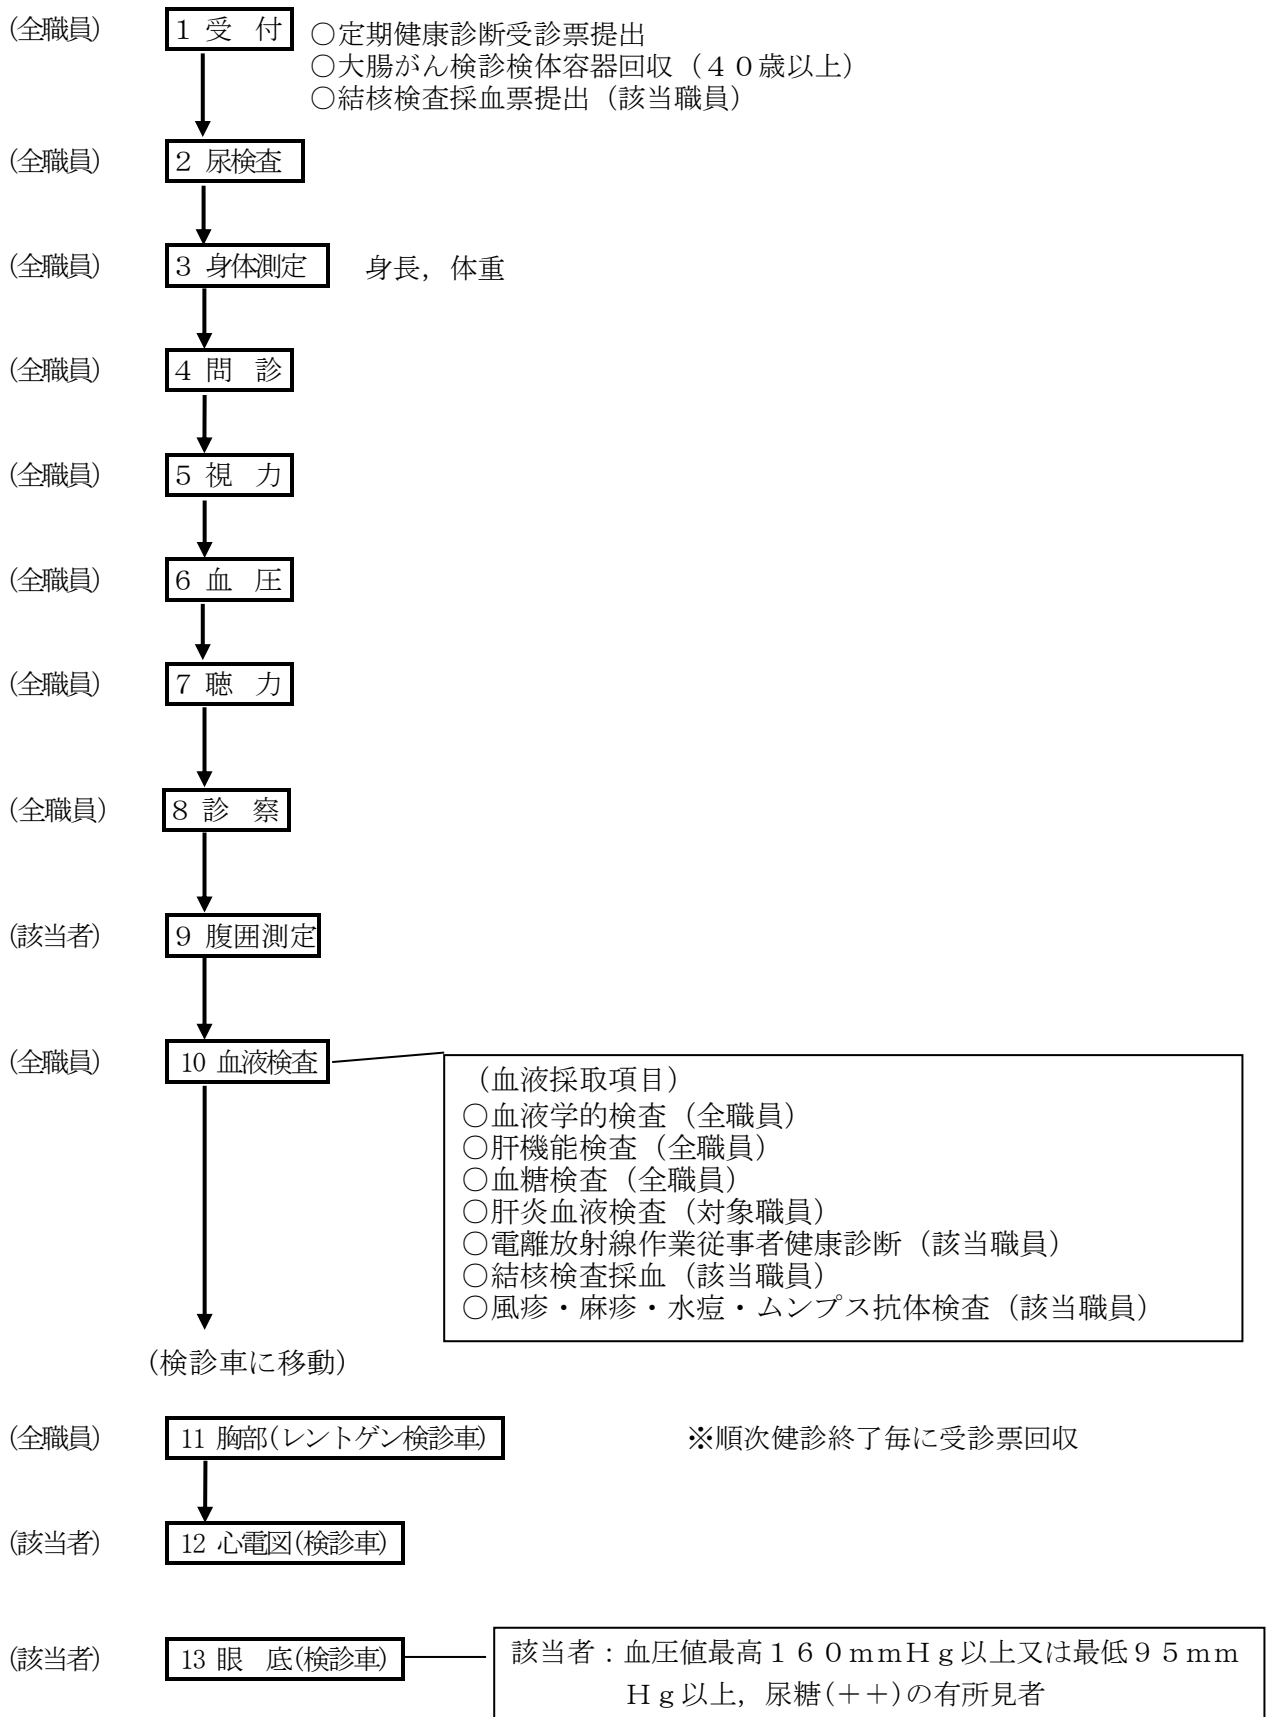 (全職員)
１ 受　付
○定期健康診断受診票提出
○大腸がん検診検体容器回収（４０歳以上）
○結核検査採血票提出（該当職員）
(全職員)
２ 尿検査
(全職員)
３ 身体測定
身長，体重
(全職員)
４ 問　診
(全職員)
５ 視　力
(全職員)
６ 血　圧
(全職員)
７ 聴　力
(全職員)
８ 診　察
(該当者)
９ 腹囲測定
(全職員)
10 血液検査
（血液採取項目）
○血液学的検査（全職員）
○肝機能検査（全職員）
○血糖検査（全職員）
○肝炎血液検査（対象職員）
○電離放射線作業従事者健康診断（該当職員）
○結核検査採血（該当職員）
○風疹・麻疹・水痘・ムンプス抗体検査（該当職員）
（検診車に移動）
(全職員)
11 胸部(レントゲン検診車)
※順次健診終了毎に受診票回収
(該当者)
12 心電図(検診車)
(該当者)
13 眼　底(検診車)
該当者：血圧値最高１６０ｍｍＨｇ以上又は最低９５ｍｍ
Ｈｇ以上，尿糖(＋＋)の有所見者